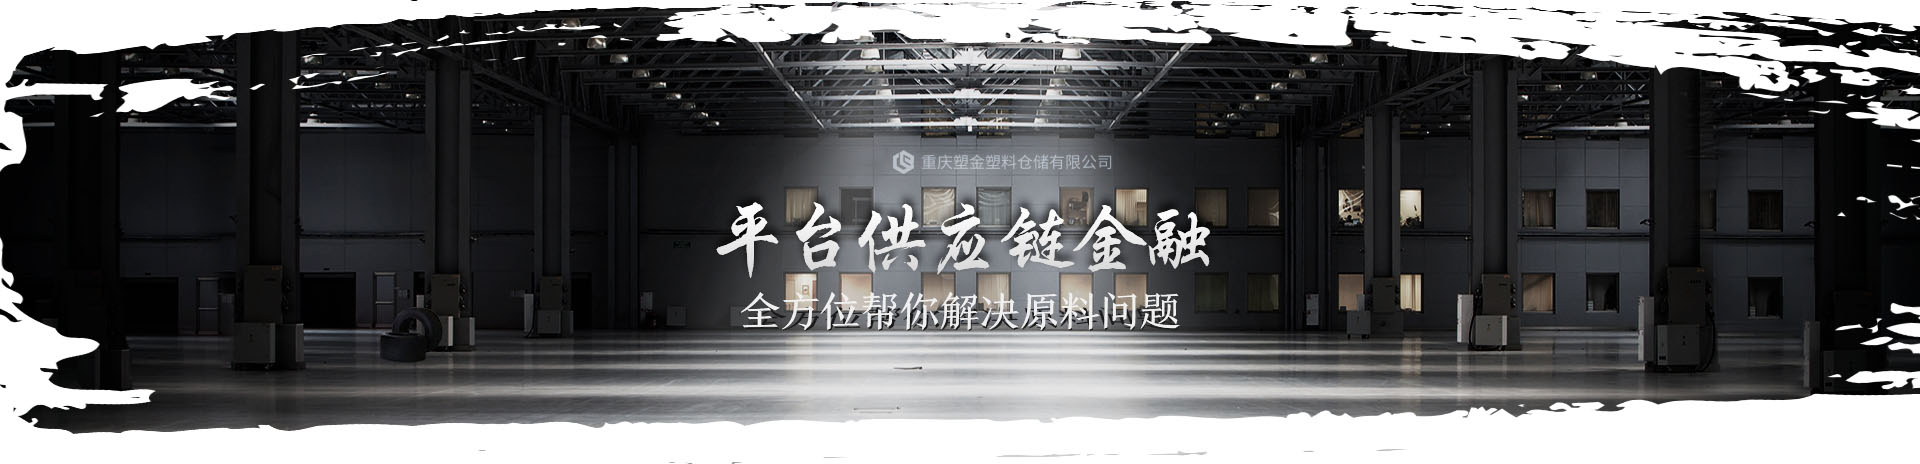 重庆塑金塑料仓储有限公司
平台供应链金融
全方位帮你解决原料问题